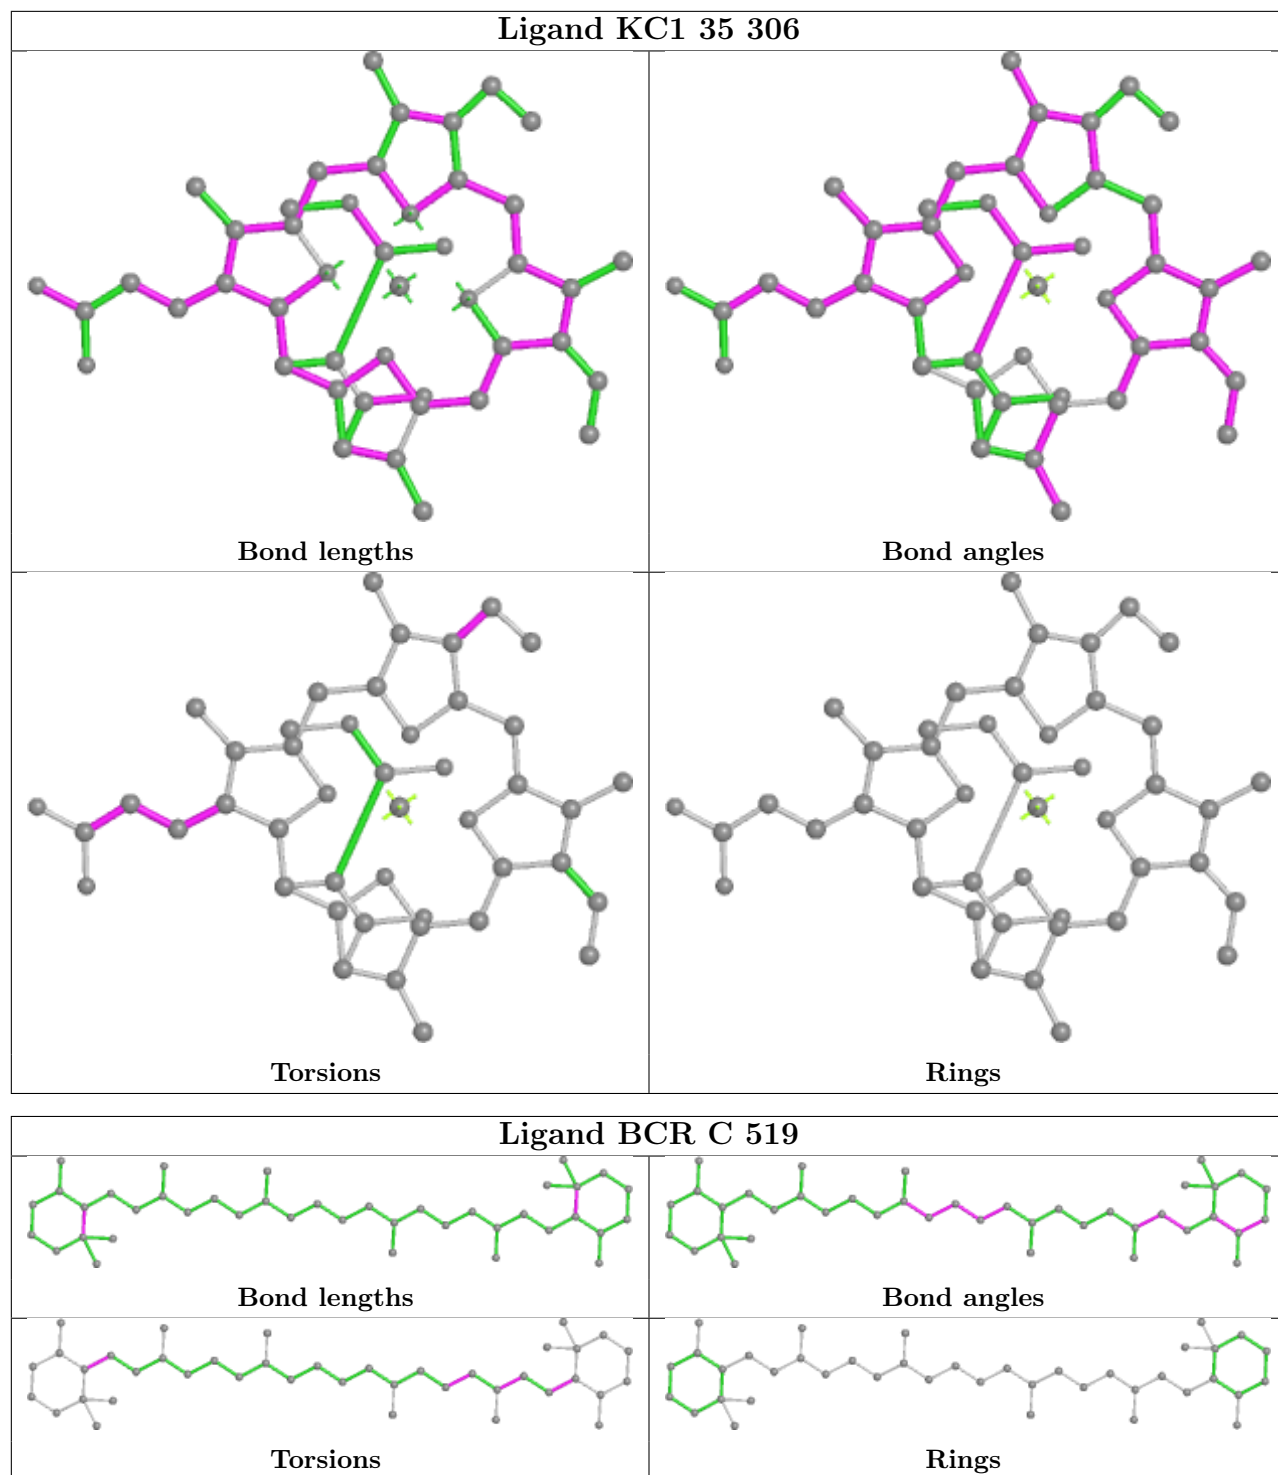 Ligand KC1 35 306
Bond lengths
Bond angles
Torsions
Rings
Ligand BCR C 519
Bond lengths
Bond angles
Torsions
Rings